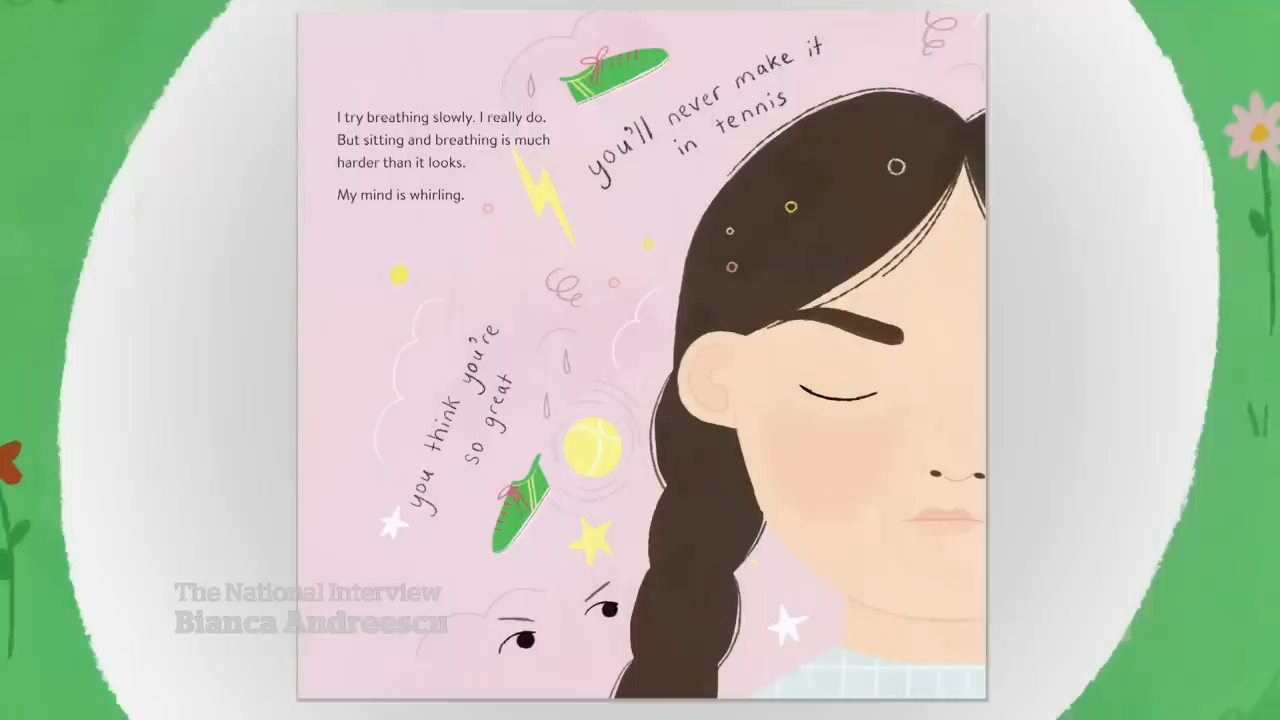 I try breathing slowly. I really do.
But sitting and breathing is much
harder than it looks.
My mind is whirling.
you'll never make it
in tennis
you think you're
so great
The National Interview
Bianca Andreescu